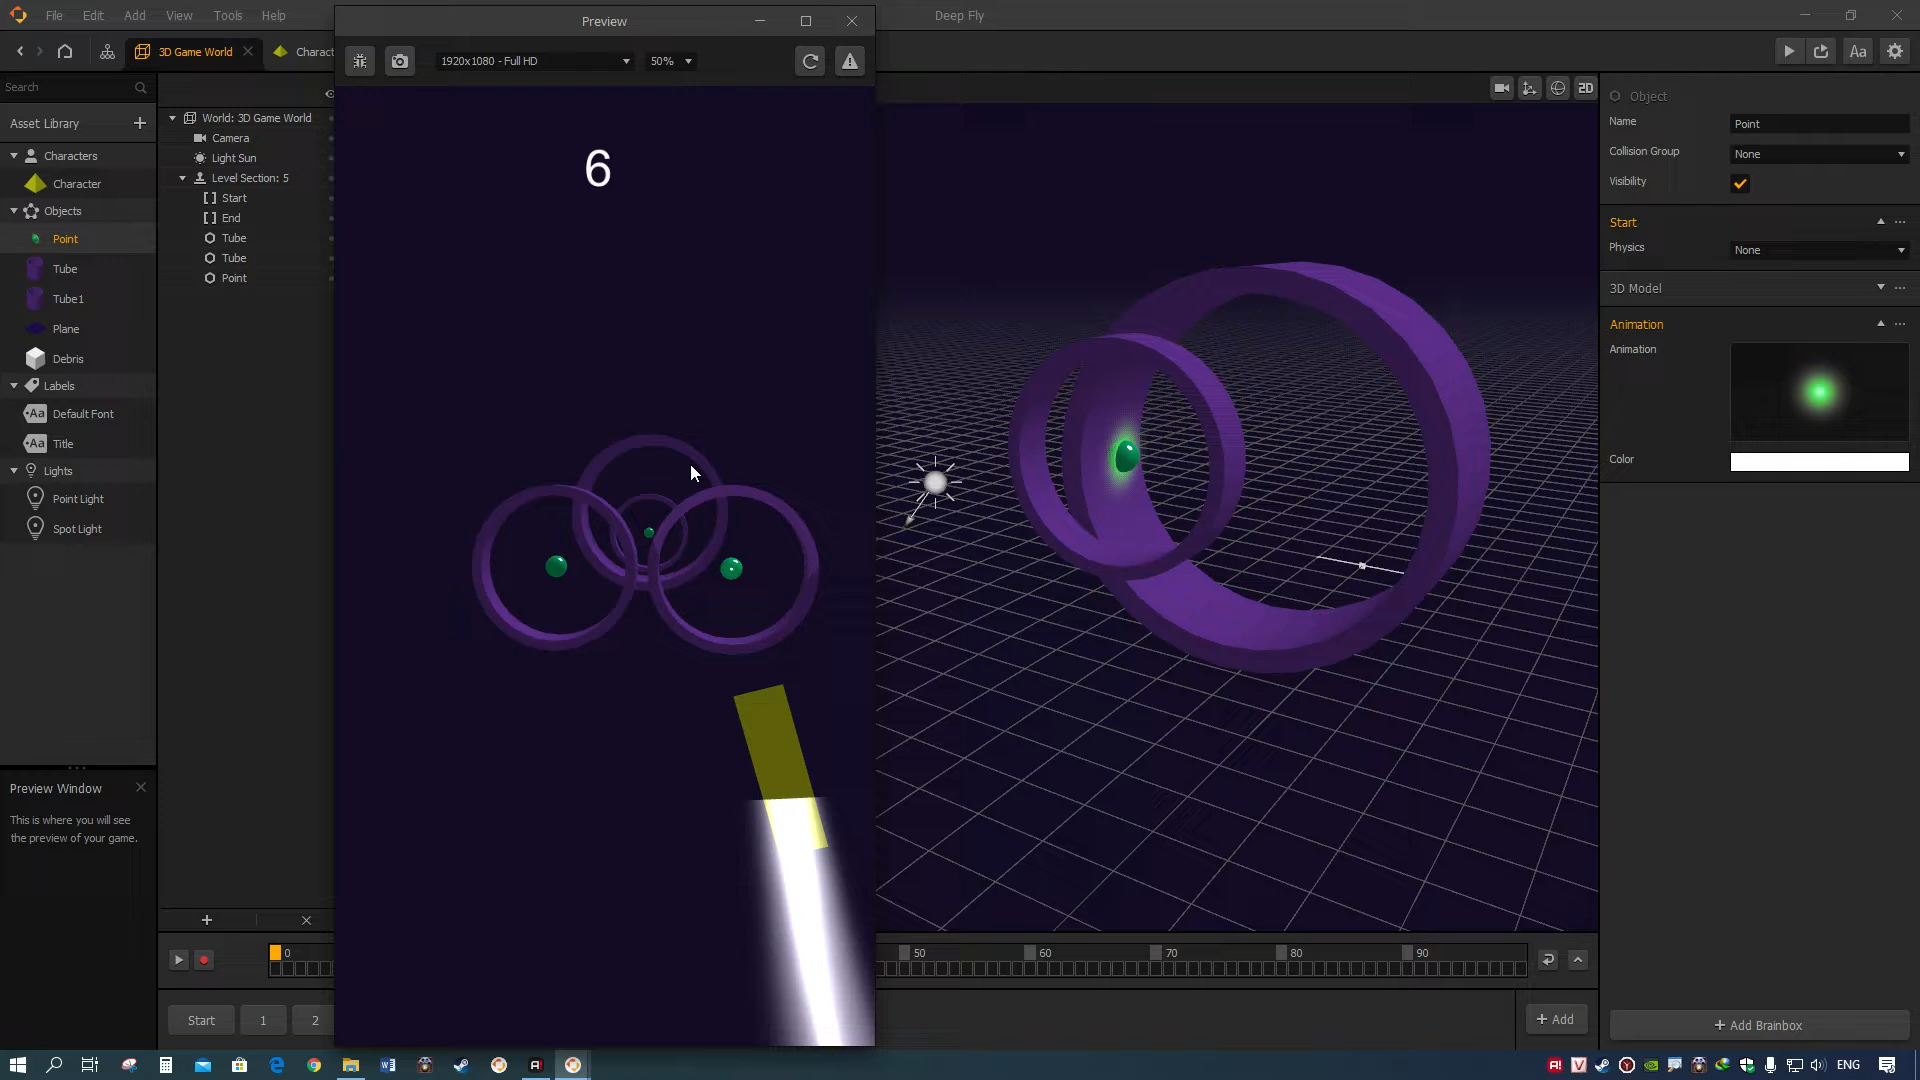 File Edit Add View Tools Help
Preview
Deep Fly
3D Game World
Charact
1920x1080 - Full HD
50%
Aa
Search
2D
Asset Library
Characters
Character
Objects
Point
Tube
Tube1
Plane
Debris
Labels
Aa Default Font
Aa Title
Lights
Point Light
Spot Light
World: 3D Game World
Camera
Light Sun
Level Section: 5
Start
End
Tube
Tube
Point
6
Object
Name Point
Collision Group None
Visibility
Start
Physics None
3D Model
Animation
Animation
Color
Preview Window
This is where you will see
the preview of your game.
0 50 60 70 80 90
Start 1 2
Add
Add Brainbox
ENG